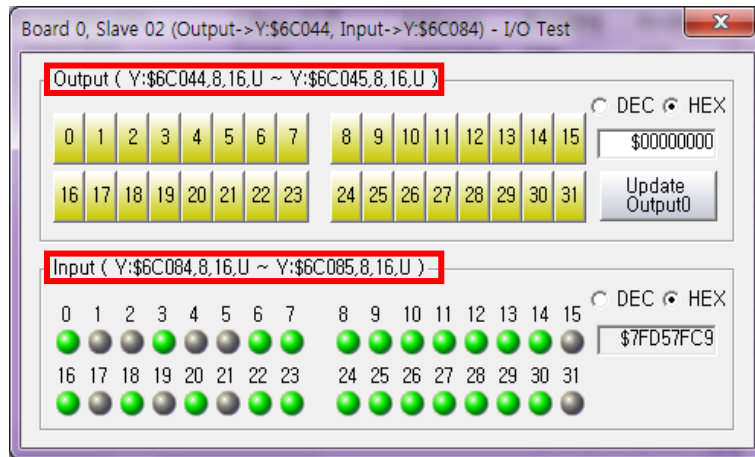 Board 0, Slave 02 (Output->Y:$6C044, Input->Y:$6C084) - I/O Test
Output ( Y:$6C044,8,16,U ~ Y:$6C045,8,16,U )
DEC HEX
0 1 2 3 4 5 6 7 8 9 10 11 12 13 14 15
$00000000
16 17 18 19 20 21 22 23 24 25 26 27 28 29 30 31
Update
Output0
Input ( Y:$6C084,8,16,U ~ Y:$6C085,8,16,U )
DEC HEX
0 1 2 3 4 5 6 7 8 9 10 11 12 13 14 15
$7FD57FC9
16 17 18 19 20 21 22 23 24 25 26 27 28 29 30 31